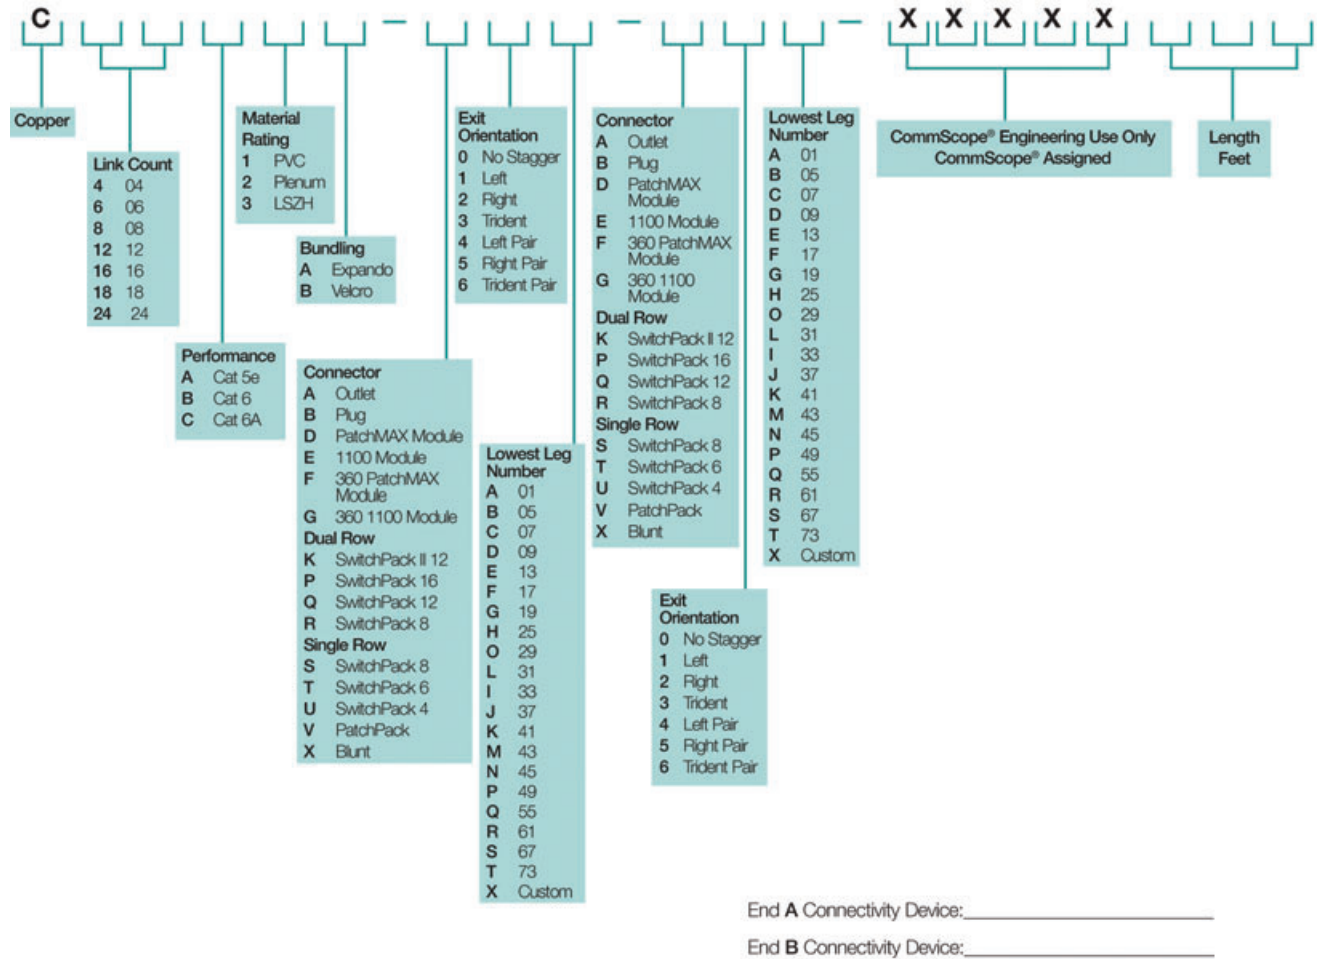 C — — — X X X X X
Copper
Link Count
4 04
6 06
8 08
12 12
16 16
18 18
24 24
Performance
A Cat 5e
B Cat 6
C Cat 6A
Material
Rating
1 PVC
2 Plenum
3 LSZH
Bundling
A Expando
B Velcro
Connector
A Outlet
B Plug
D PatchMAX Module
E 1100 Module
F 360 PatchMAX
Module
G 360 1100 Module
Dual Row
K SwitchPack II 12
P SwitchPack 16
Q SwitchPack 12
R SwitchPack 8
Single Row
S SwitchPack 8
T SwitchPack 6
U SwitchPack 4
V PatchPack
X Blunt
Exit
Orientation
0 No Stagger
1 Left
2 Right
3 Trident
4 Left Pair
5 Right Pair
6 Trident Pair
Lowest Leg
Number
A 01
B 05
C 07
D 09
E 13
F 17
G 19
H 25
O 29
L 31
I 33
J 37
K 41
M 43
N 45
P 49
Q 55
R 61
S 67
T 73
X Custom
Connector
A Outlet
B Plug
D PatchMAX
Module
E 1100 Module
F 360 PatchMAX
Module
G 360 1100
Module
Dual Row
K SwitchPack II 12
P SwitchPack 16
Q SwitchPack 12
R SwitchPack 8
Single Row
S SwitchPack 8
T SwitchPack 6
U SwitchPack 4
V PatchPack
X Blunt
Exit
Orientation
0 No Stagger
1 Left
2 Right
3 Trident
4 Left Pair
5 Right Pair
6 Trident Pair
Lowest Leg
Number
A 01
B 05
C 07
D 09
E 13
F 17
G 19
H 25
O 29
L 31
I 33
J 37
K 41
M 43
N 45
P 49
Q 55
R 61
S 67
T 73
X Custom
CommScope® Engineering Use Only
CommScope® Assigned
Length
Feet
End A Connectivity Device:
End B Connectivity Device: